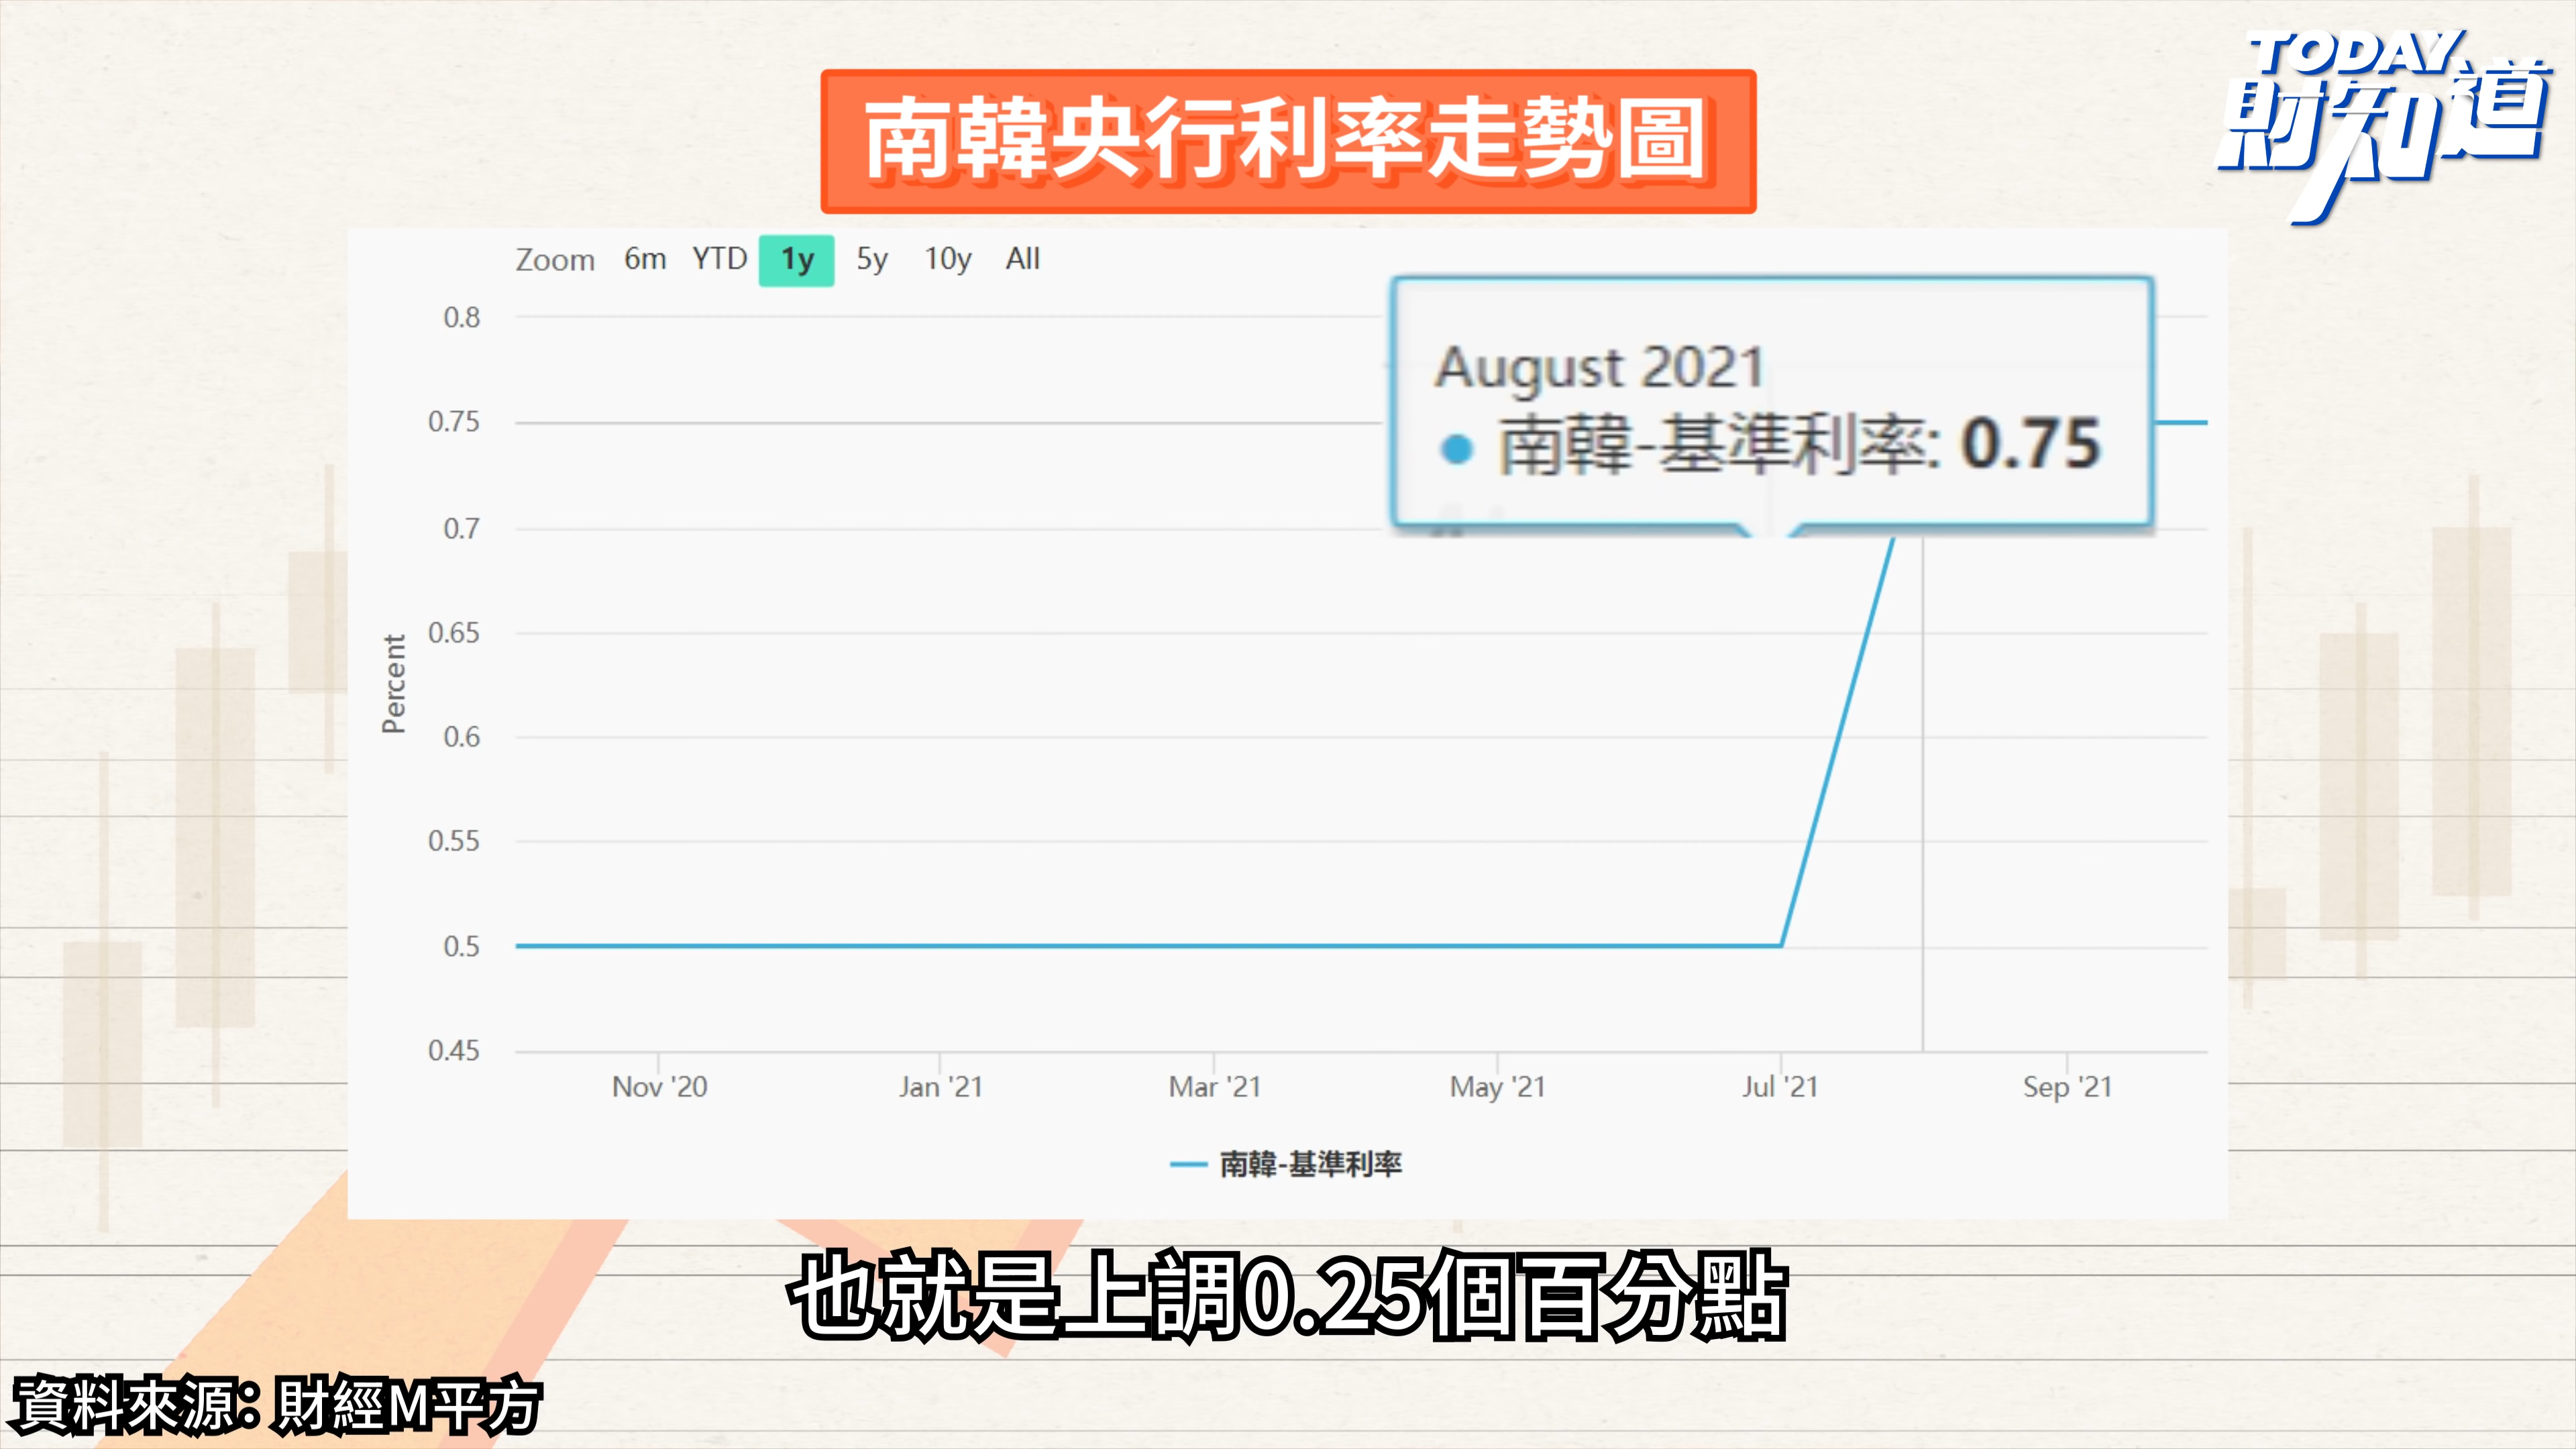 TODAY
財知道
南韓央行利率走勢圖
Zoom 6m YTD 1y 5y 10y All
August 2021
南韓-基準利率: 0.75
0.8
0.75
0.7
0.65
0.6
0.55
0.5
0.45
Percent
Nov '20 Jan '21 Mar '21 May '21 Jul '21 Sep '21
南韓-基準利率
也就是上調0.25個百分點
資料來源：財經M平方